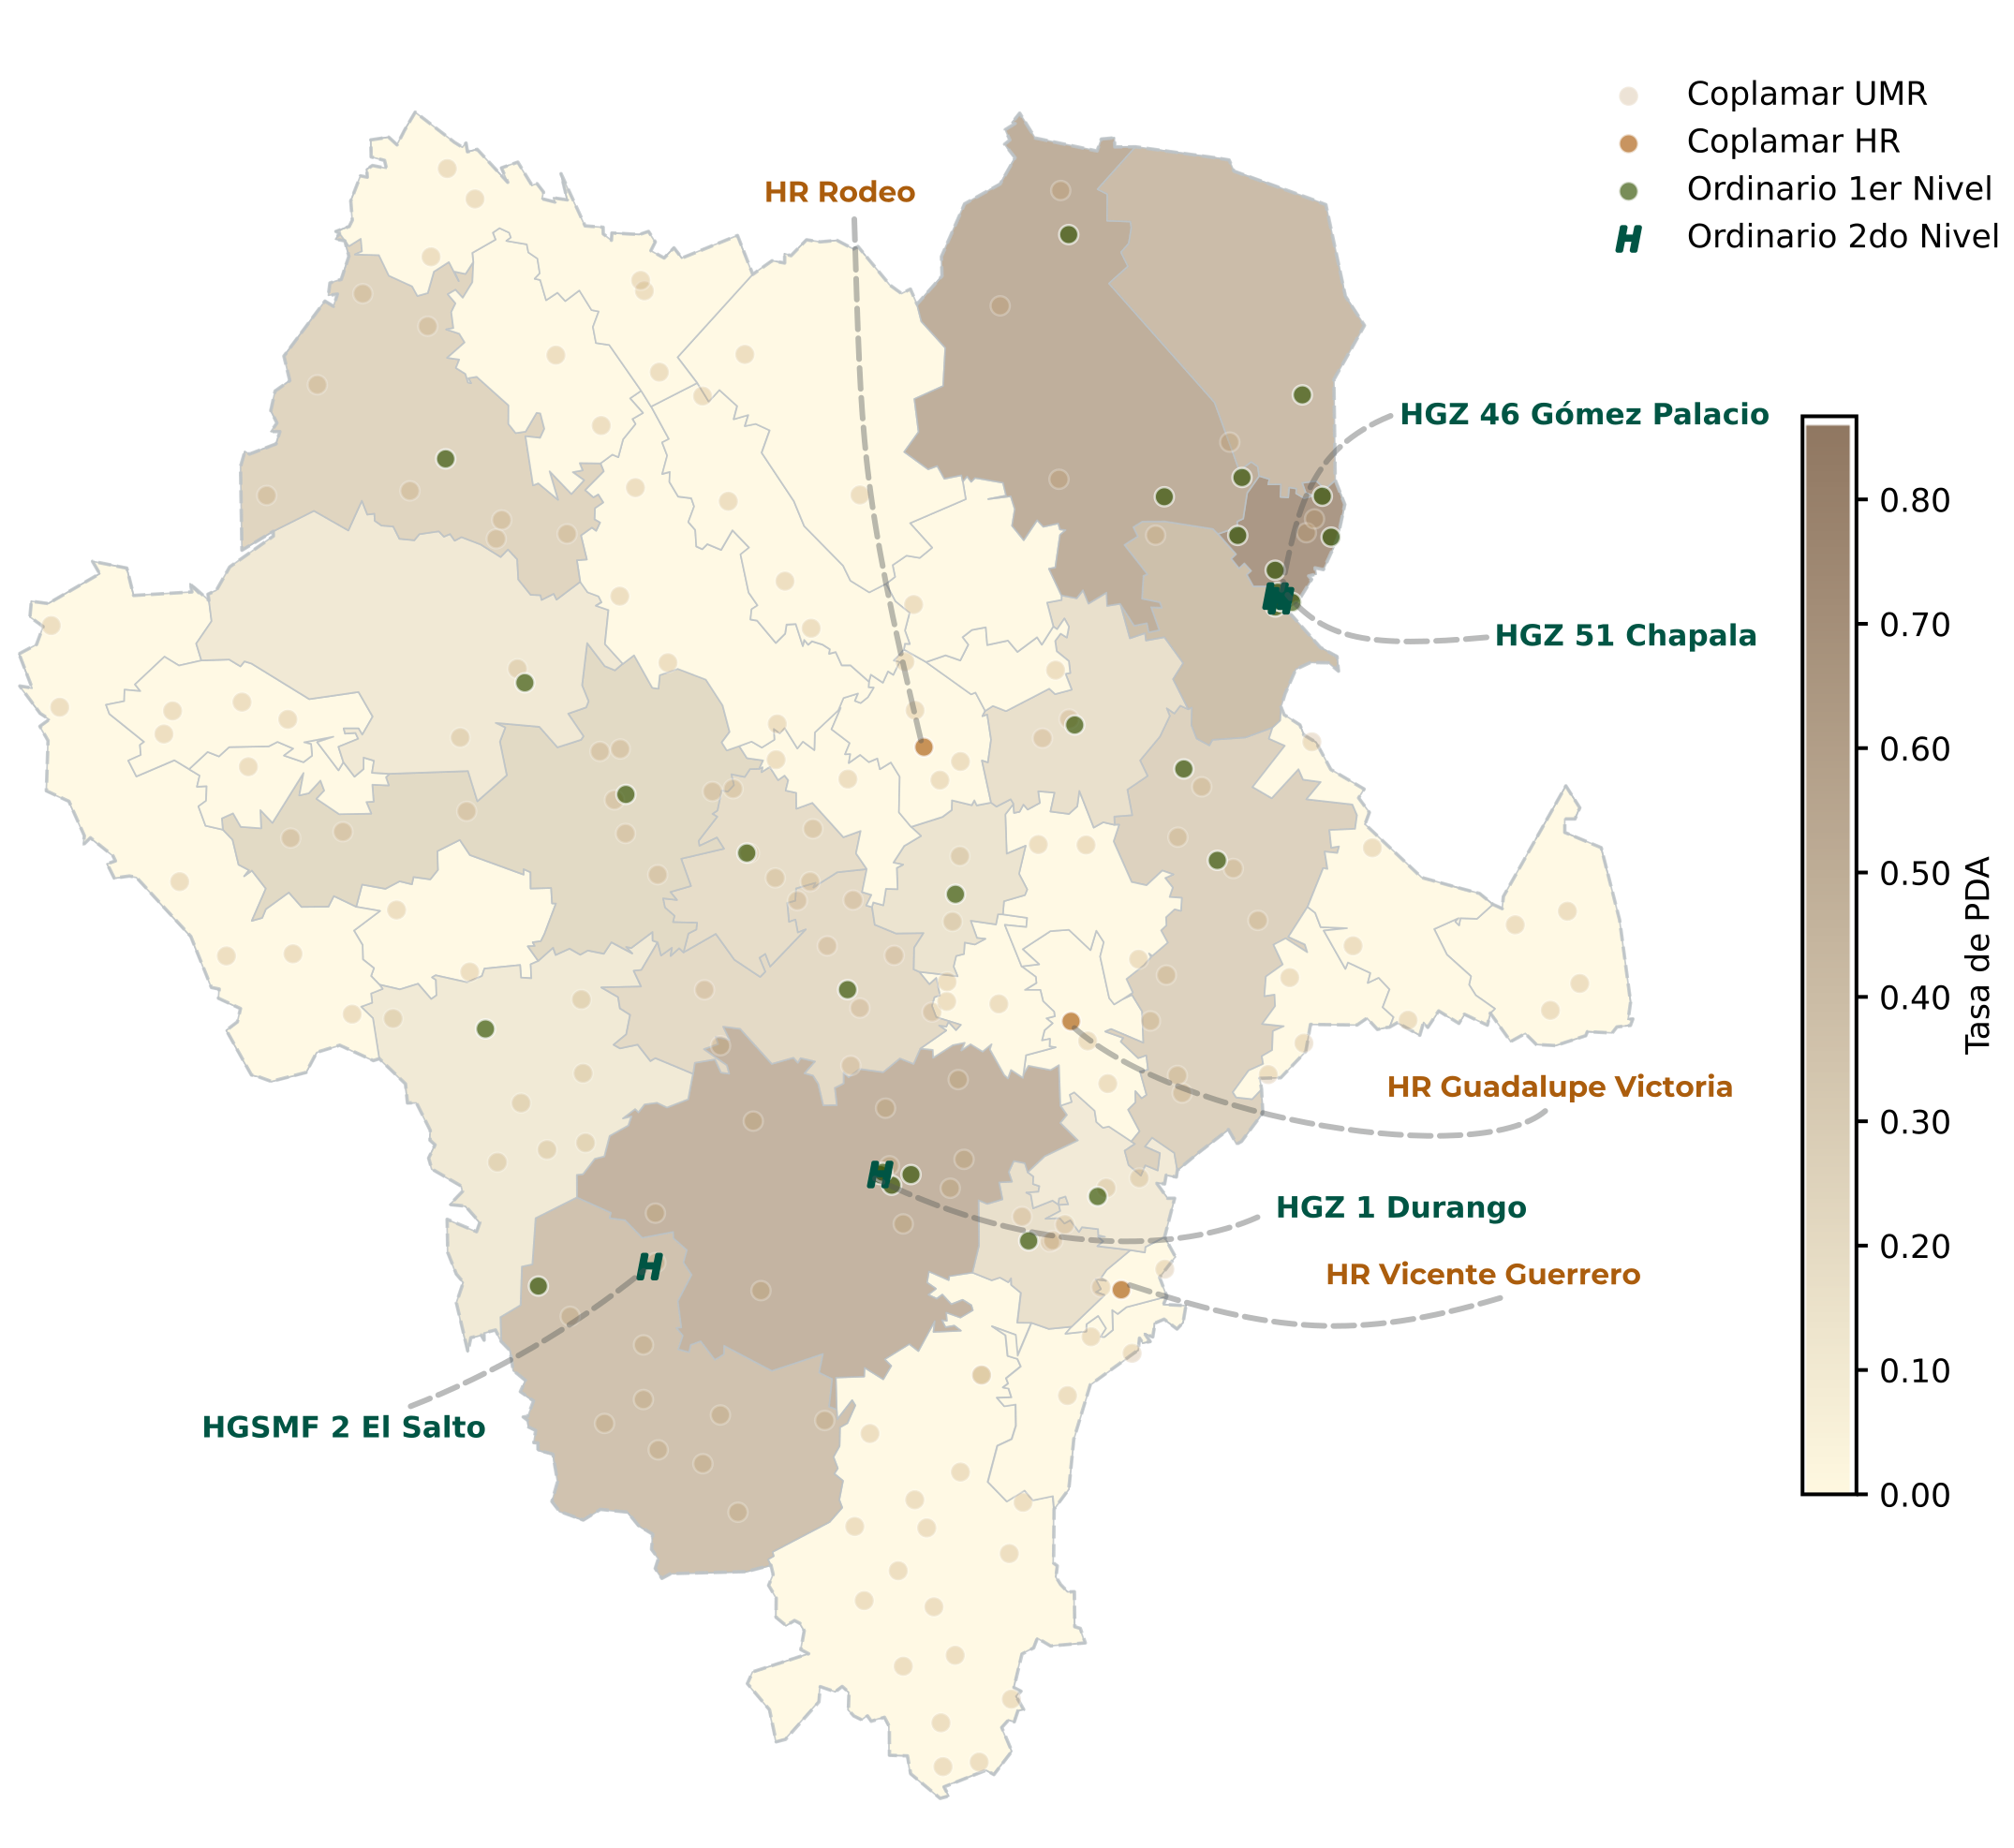 Coplamar UMR
Coplamar HR
Ordinario 1er Nivel
H Ordinario 2do Nivel
HR Rodeo
HGZ 46 Gómez Palacio
HGZ 51 Chapala
HR Guadalupe Victoria
HGZ 1 Durango
HR Vicente Guerrero
HGSMF 2 El Salto
H
H
H
0.80
0.70
0.60
0.50
0.40
0.30
0.20
0.10
0.00
Tasa de PDA